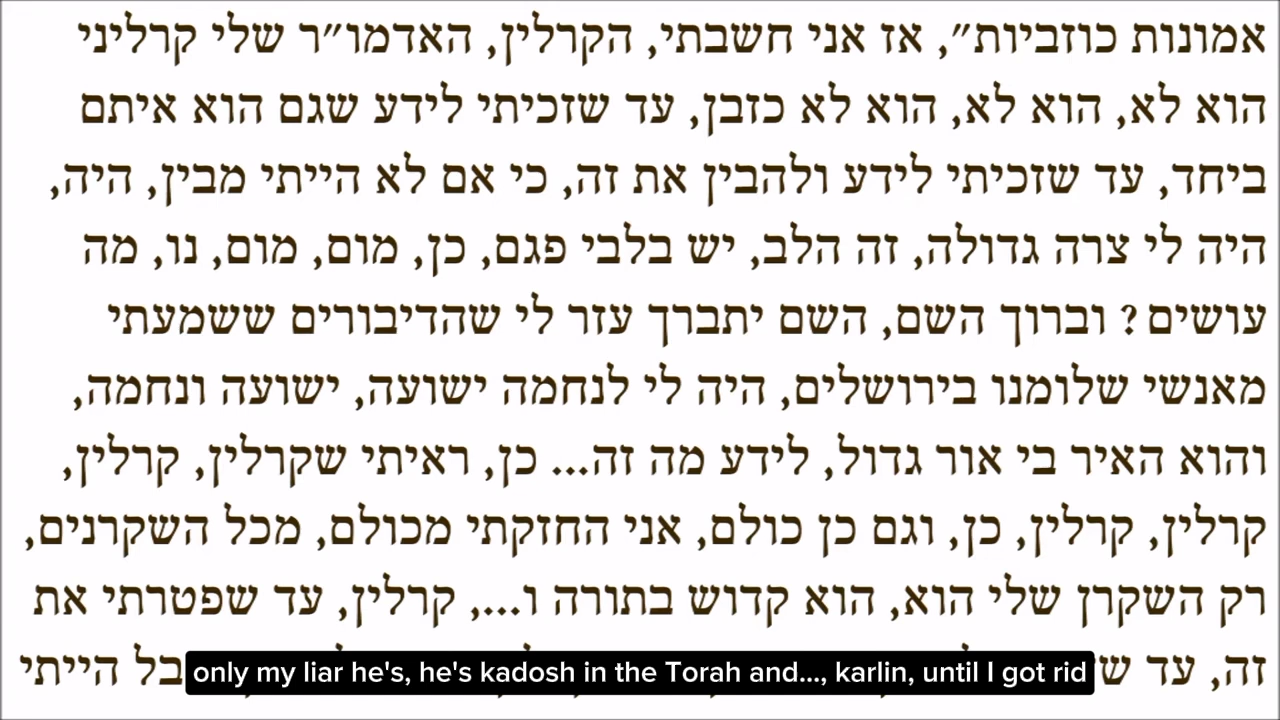 אמונות כוזביות״, אז אני חשבתי, הקרלין, האדמו״ר שלי קרליני
הוא לא, הוא לא, הוא לא כזבן, עד שזכיתי לידע שגם הוא איתם
ביחד, עד שזכיתי לידע ולהבין את זה, כי אם לא הייתי מבין, היה,
היה לי צרה גדולה, זה הלב, יש בלבי פגם, כן, מום, מום, נו, מה
עושים? וברוך השם, השם יתברך עזר לי שהדיבורים ששמעתי
מאנשי שלומנו בירושלים, היה לי לנחמה ישועה, ישועה ונחמה,
והוא האיר בי אור גדול, לידע מה זה... כן, ראיתי שקרלין, קרלין,
קרלין, קרלין, כן, וגם כן כולם, אני החזקתי מכולם, מכל השקרנים,
רק השקרן שלי הוא, הוא קדוש בתורה ו..., קרלין, עד שפטרתי את
זה, עד הייתי
only my liar he's, he's kadosh in the Torah and..., karlin, until I got rid